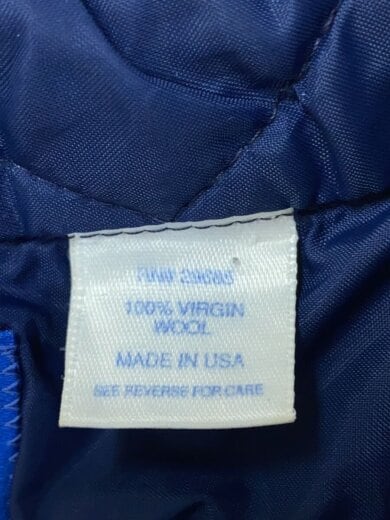 RN# 29685
100% VIRGIN
WOOL
MADE IN USA
SEE REVERSE FOR CARE